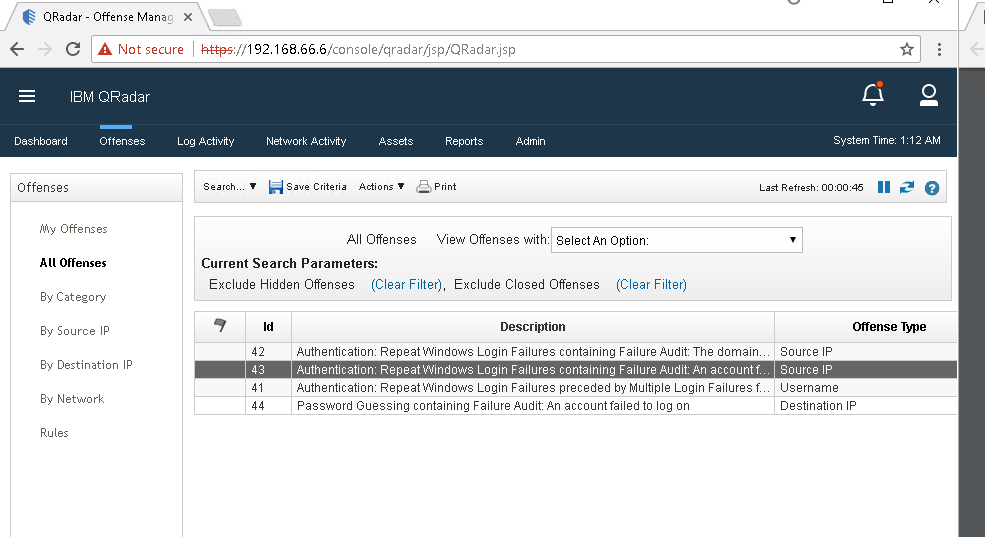 QRadar - Offense Manag
Not secure https://192.168.66.6/console/qradar/jsp/QRadar.jsp
IBM QRadar
Dashboard Offenses Log Activity Network Activity Assets Reports Admin System Time: 1:12 AM
Offenses
My Offenses
All Offenses
By Category
By Source IP
By Destination IP
By Network
Rules
Search... Save Criteria Actions Print Last Refresh: 00:00:45
All Offenses View Offenses with: Select An Option:
Current Search Parameters:
Exclude Hidden Offenses (Clear Filter), Exclude Closed Offenses (Clear Filter)
Id Description Offense Type
42 Authentication: Repeat Windows Login Failures containing Failure Audit: The domain... Source IP
43 Authentication: Repeat Windows Login Failures containing Failure Audit: An account f... Source IP
41 Authentication: Repeat Windows Login Failures preceded by Multiple Login Failures f... Username
44 Password Guessing containing Failure Audit: An account failed to log on Destination IP